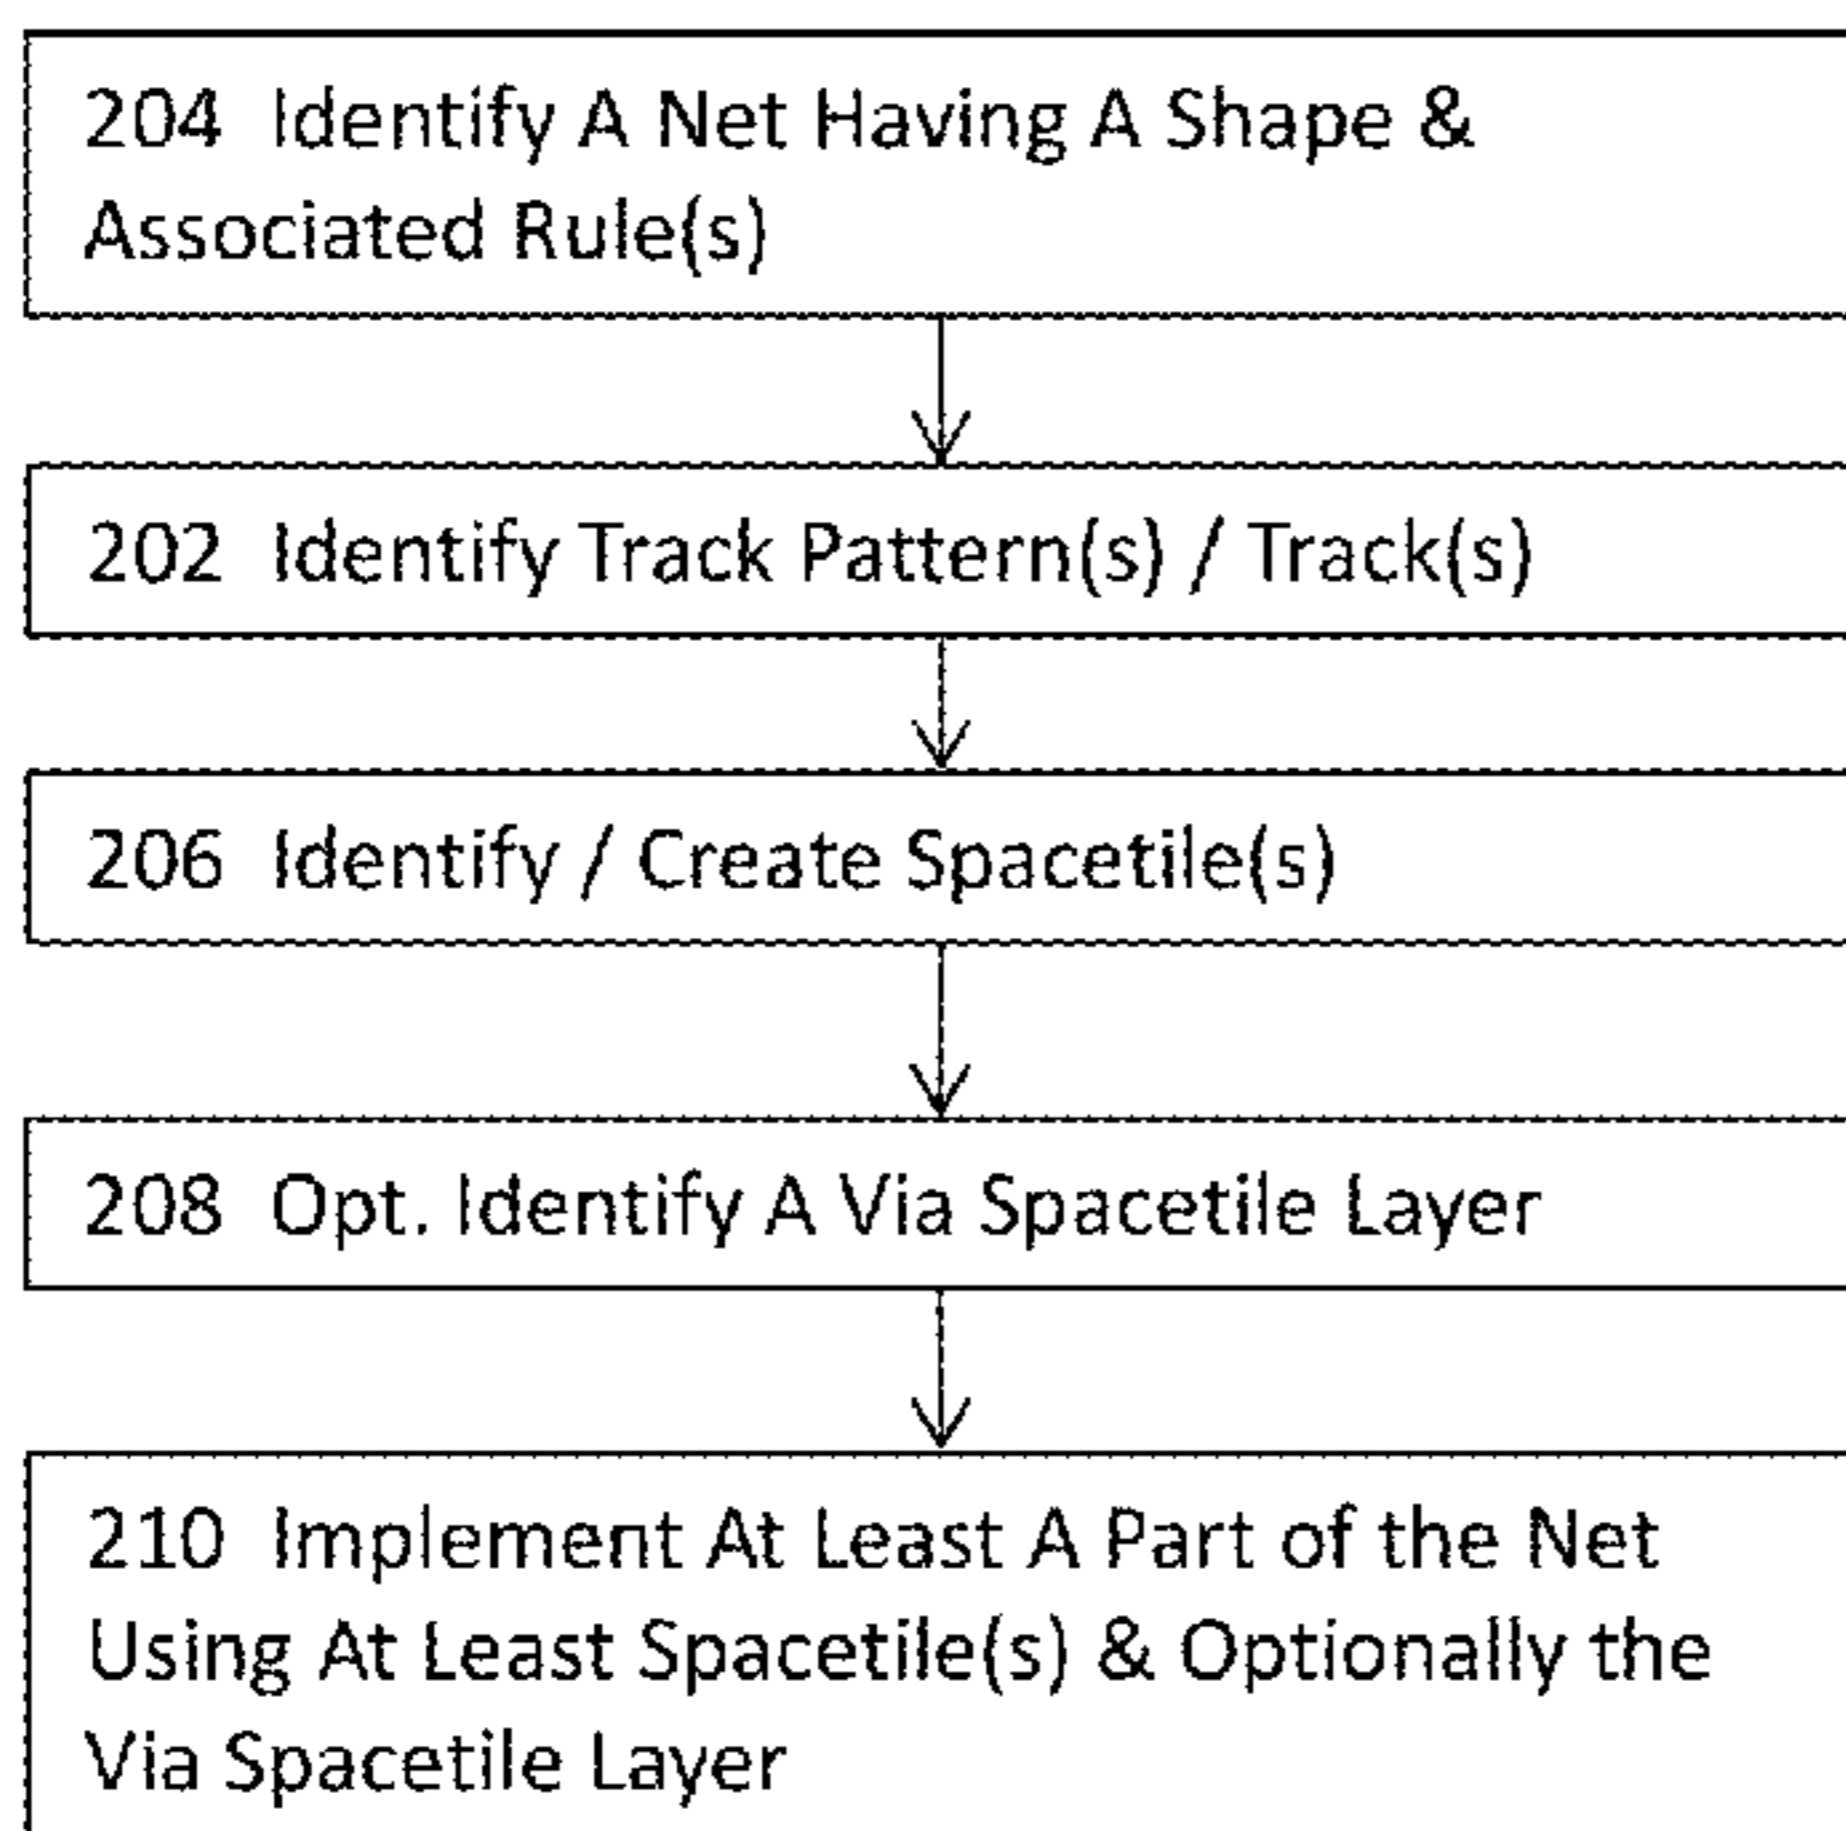 204 Identify A Net Having A Shape &
Associated Rule(s)
202 Identify Track Pattern(s) / Track(s)
206 Identify / Create Spacetile(s)
208 Opt. Identify A Via Spacetile Layer
210 Implement At Least A Part of the Net
Using At Least Spacetile(s) & Optionally the
Via Spacetile Layer